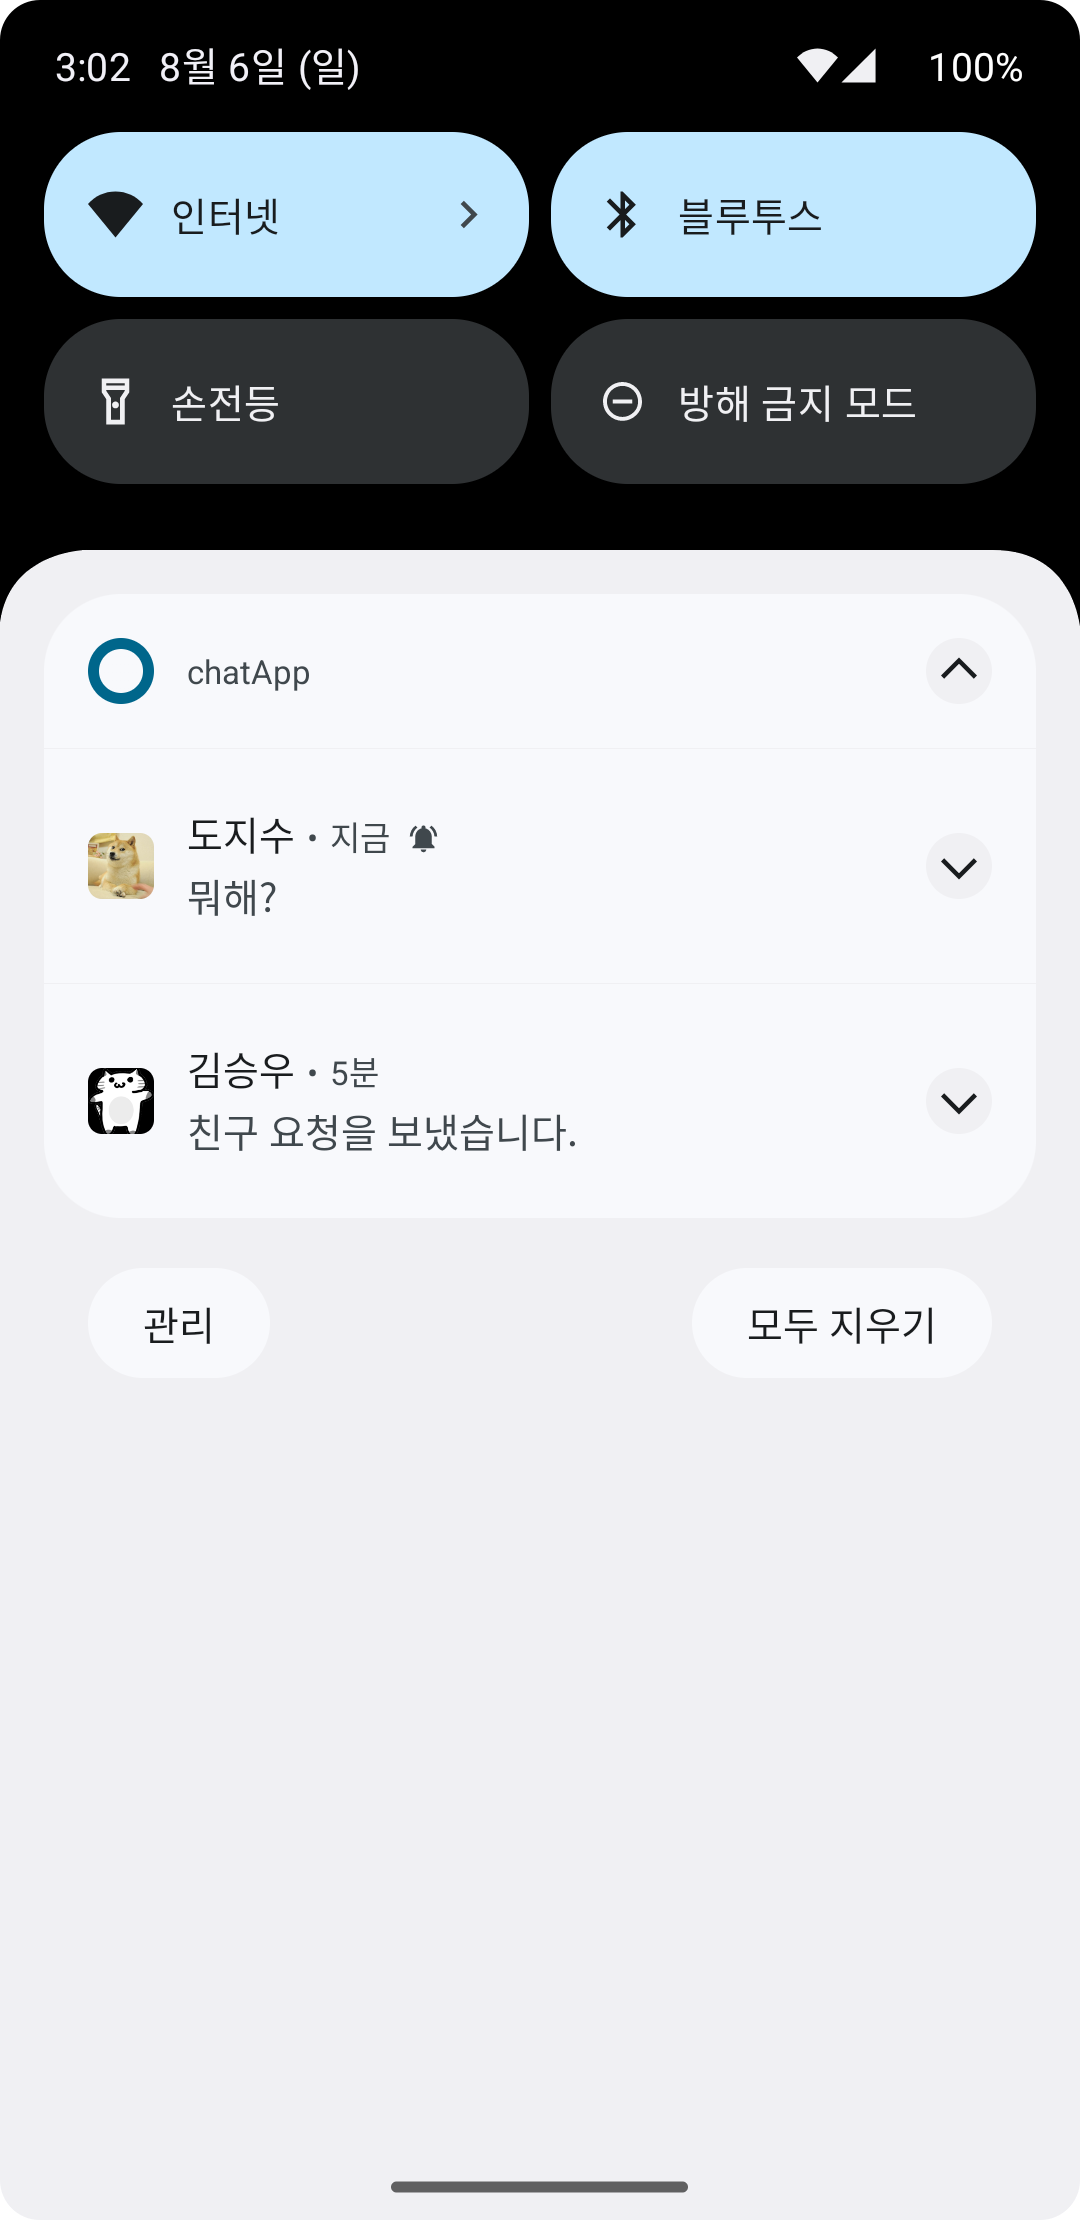 3:02 8월 6일 (일) 100%
인터넷 블루투스
손전등 방해 금지 모드
chatApp
도지수 • 지금
뭐해?
김승우 • 5분
친구 요청을 보냈습니다.
관리 모두 지우기